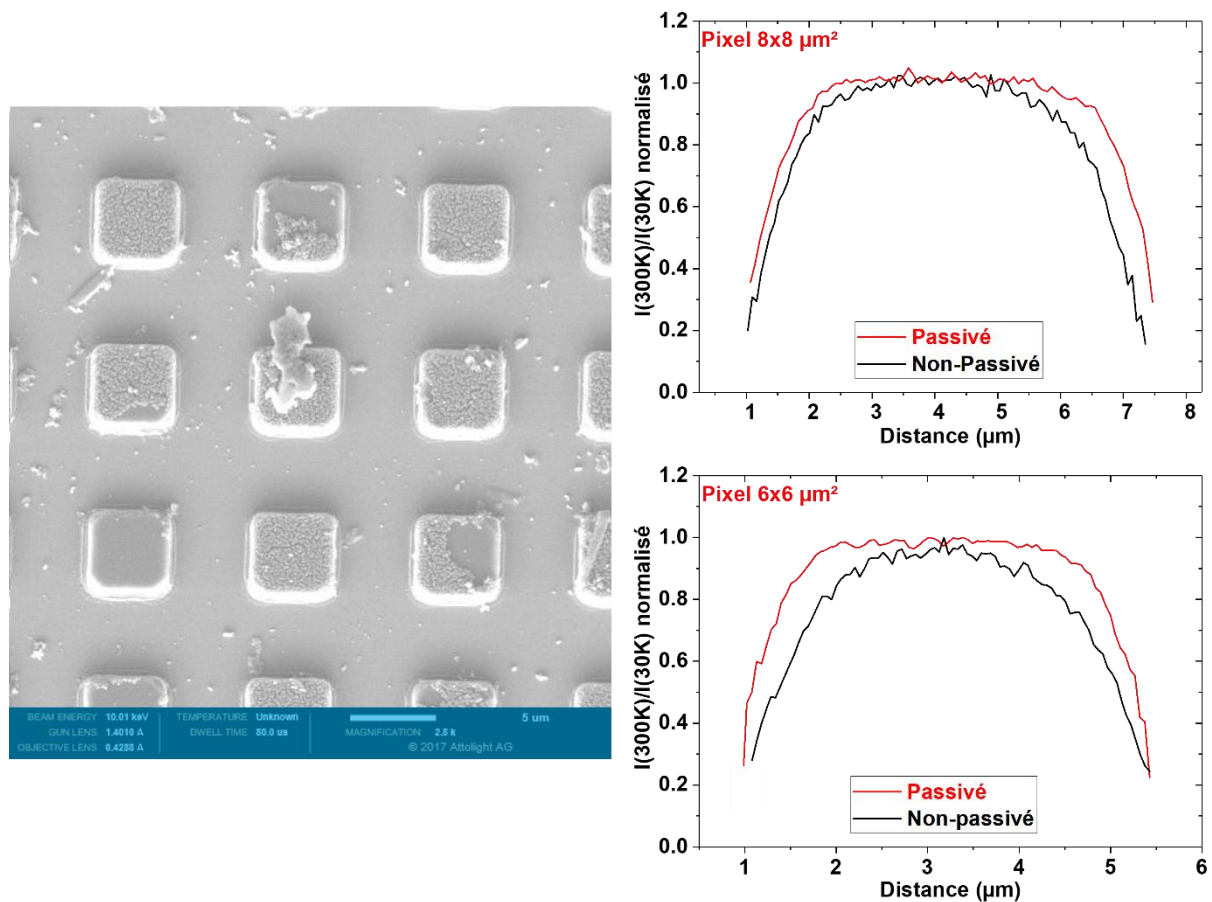 BEAM ENERGY 10.01 keV
GUN LENS 1.4010 A
OBJECTIVE LENS 0.4288 A
TEMPERATURE Unknown
DWELL TIME 80.0 us
5 um
MAGNIFICATION 2.8 k
© 2017 Attolight AG
Pixel 8x8 µm²
I(300K)/I(30K) normalisé
1.2
1.0
0.8
0.6
0.4
0.2
0.0
Passivé
Non-Passivé
1 2 3 4 5 6 7 8
Distance (µm)
Pixel 6x6 µm²
I(300K)/I(30K) normalisé
1.2
1.0
0.8
0.6
0.4
0.2
0.0
Passivé
Non-passivé
1 2 3 4 5 6
Distance (µm)